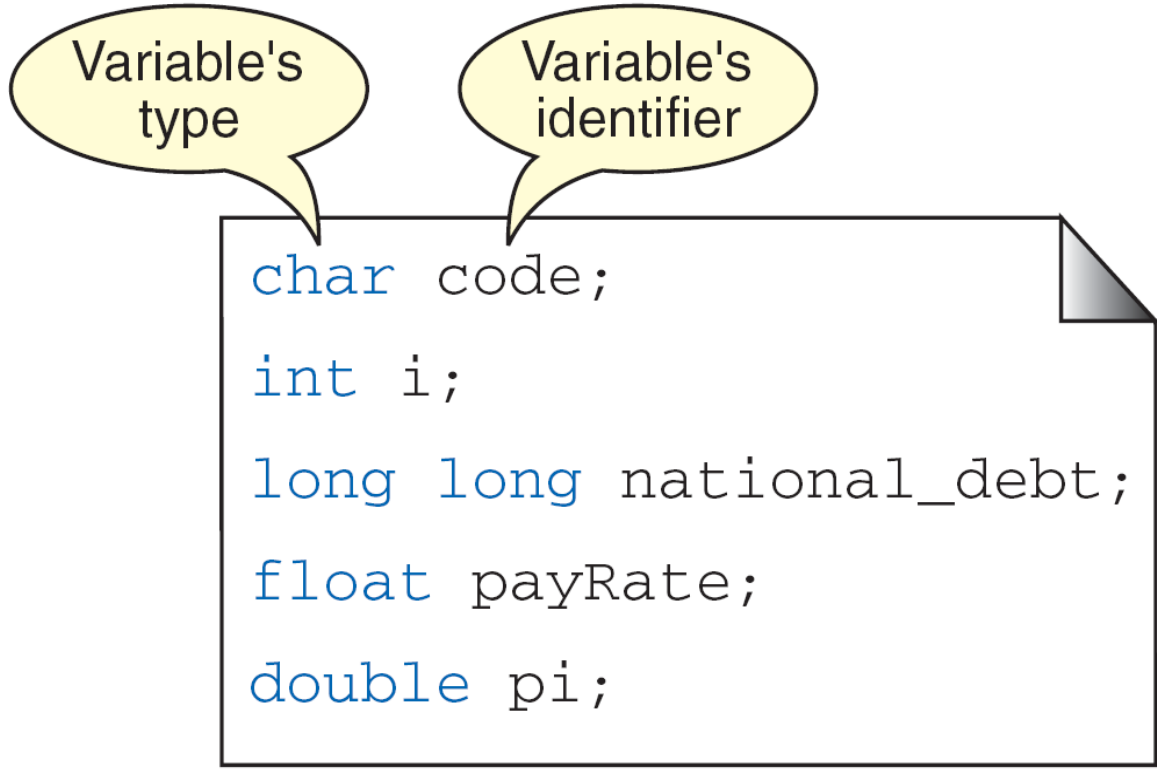 Variable's
type
Variable's
identifier
char code;
int i;
long long national_debt;
float payRate;
double pi;